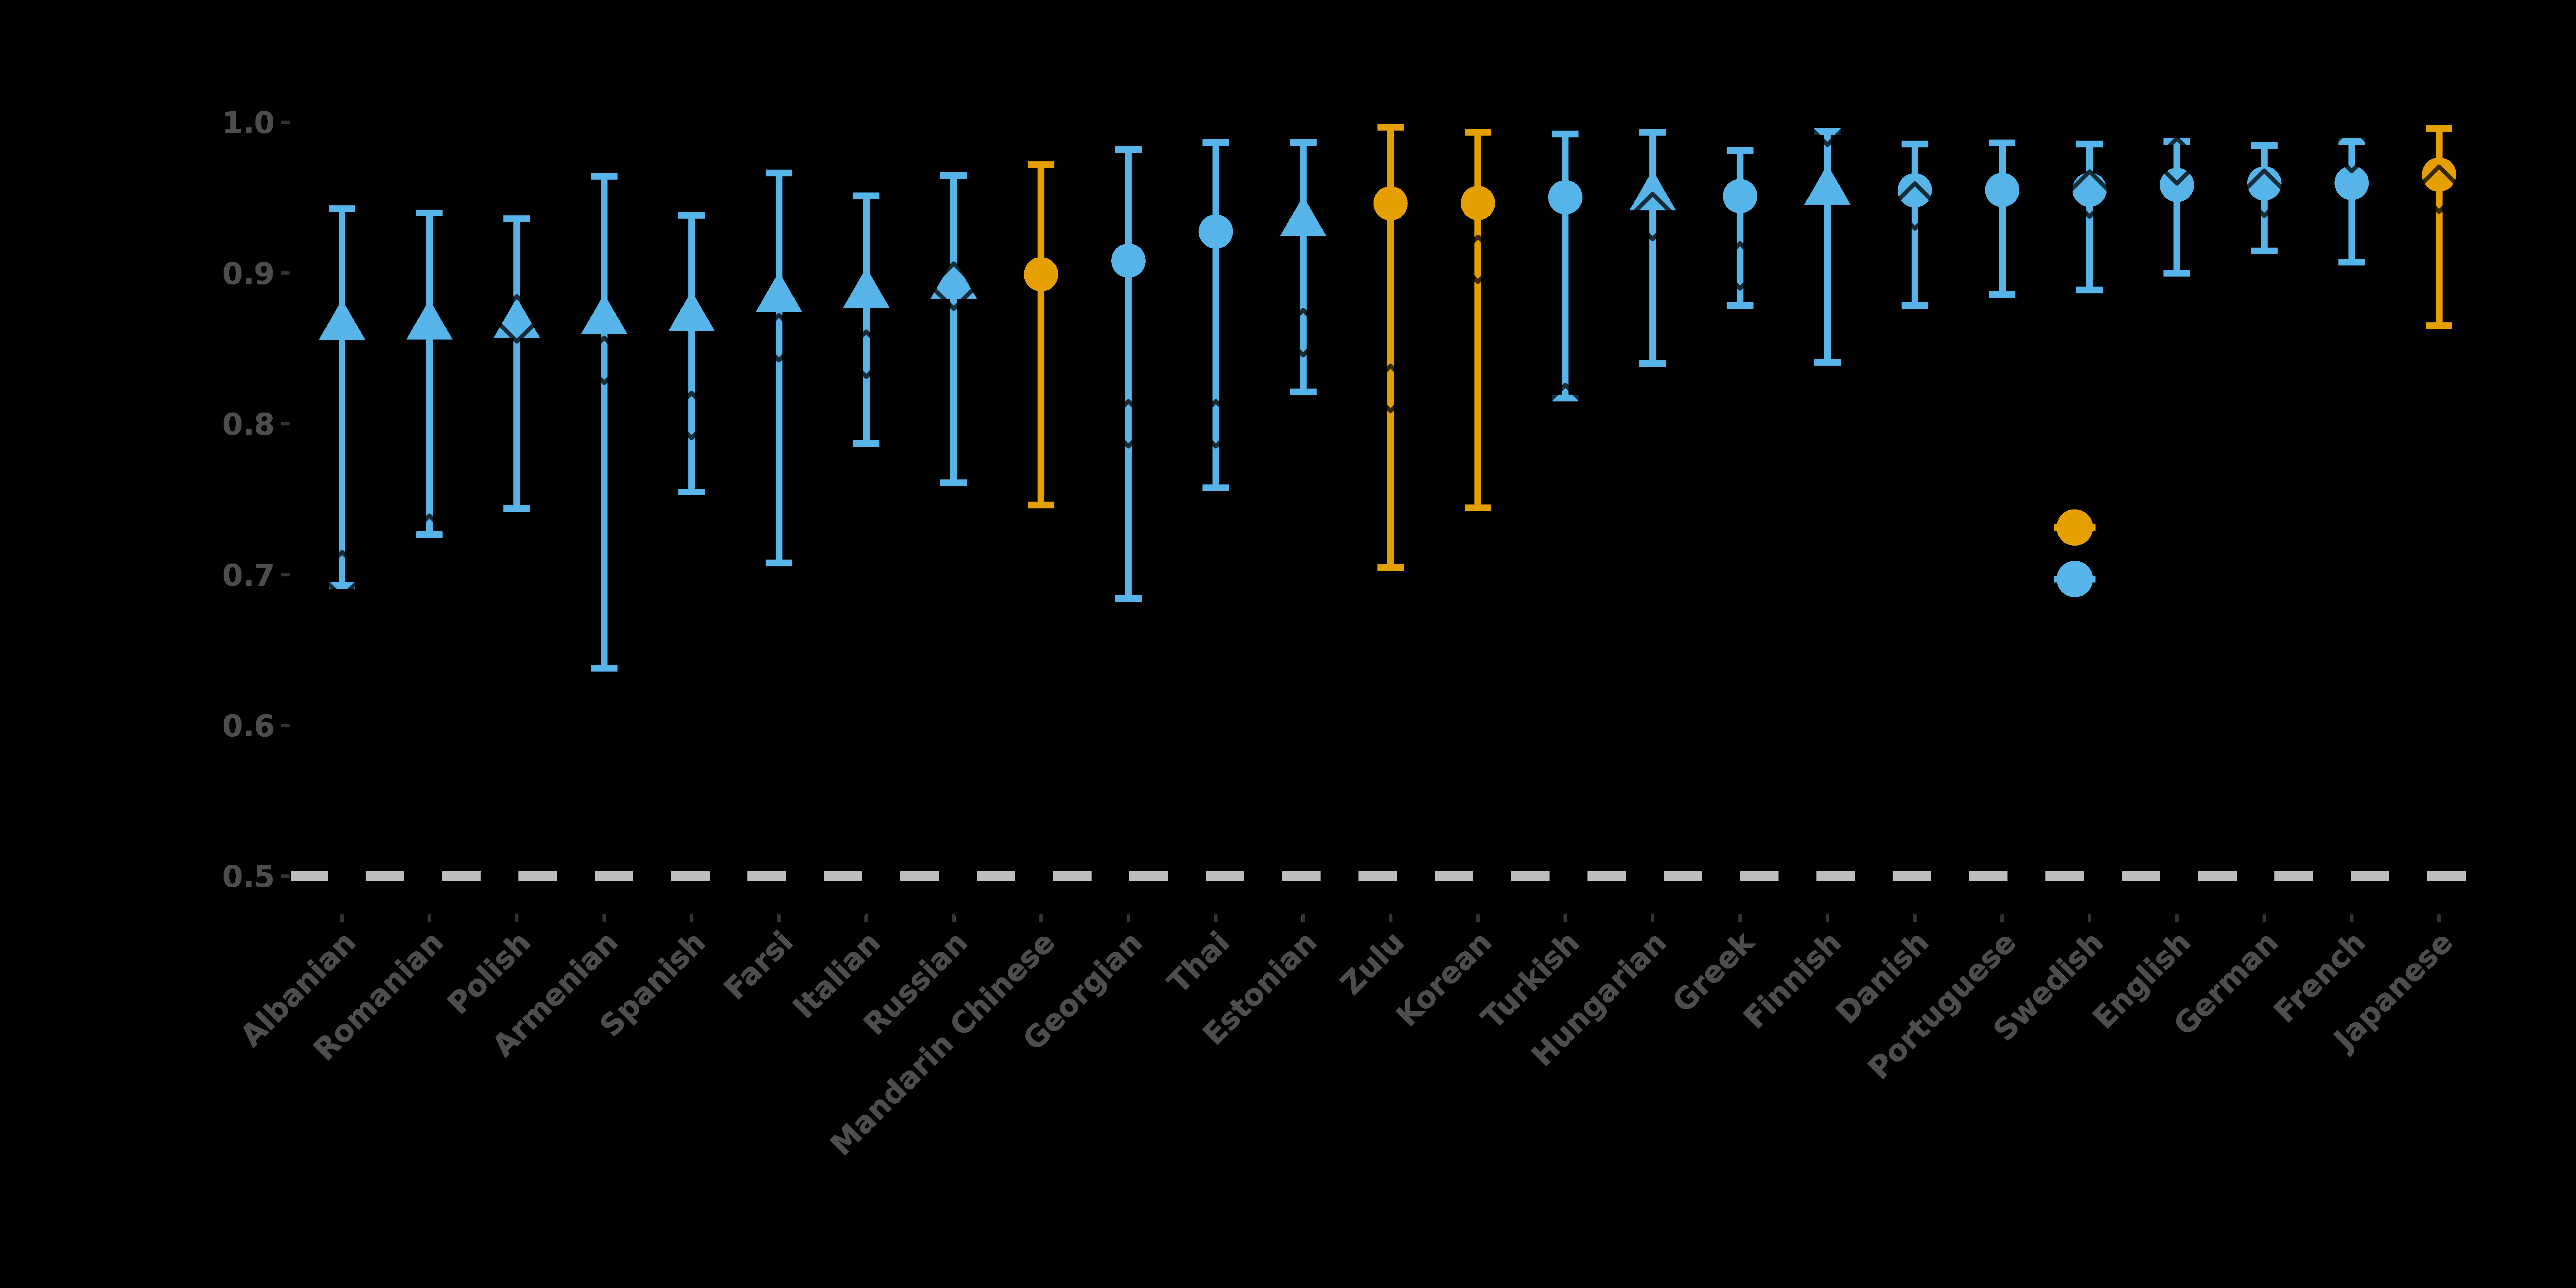 1.0
0.9
0.8
0.7
0.6
0.5
Albanian
Romanian
Polish
Armenian
Spanish
Farsi
Italian
Russian
Mandarin Chinese
Georgian
Thai
Estonian
Zulu
Korean
Turkish
Hungarian
Greek
Finnish
Danish
Portuguese
Swedish
English
German
French
Japanese